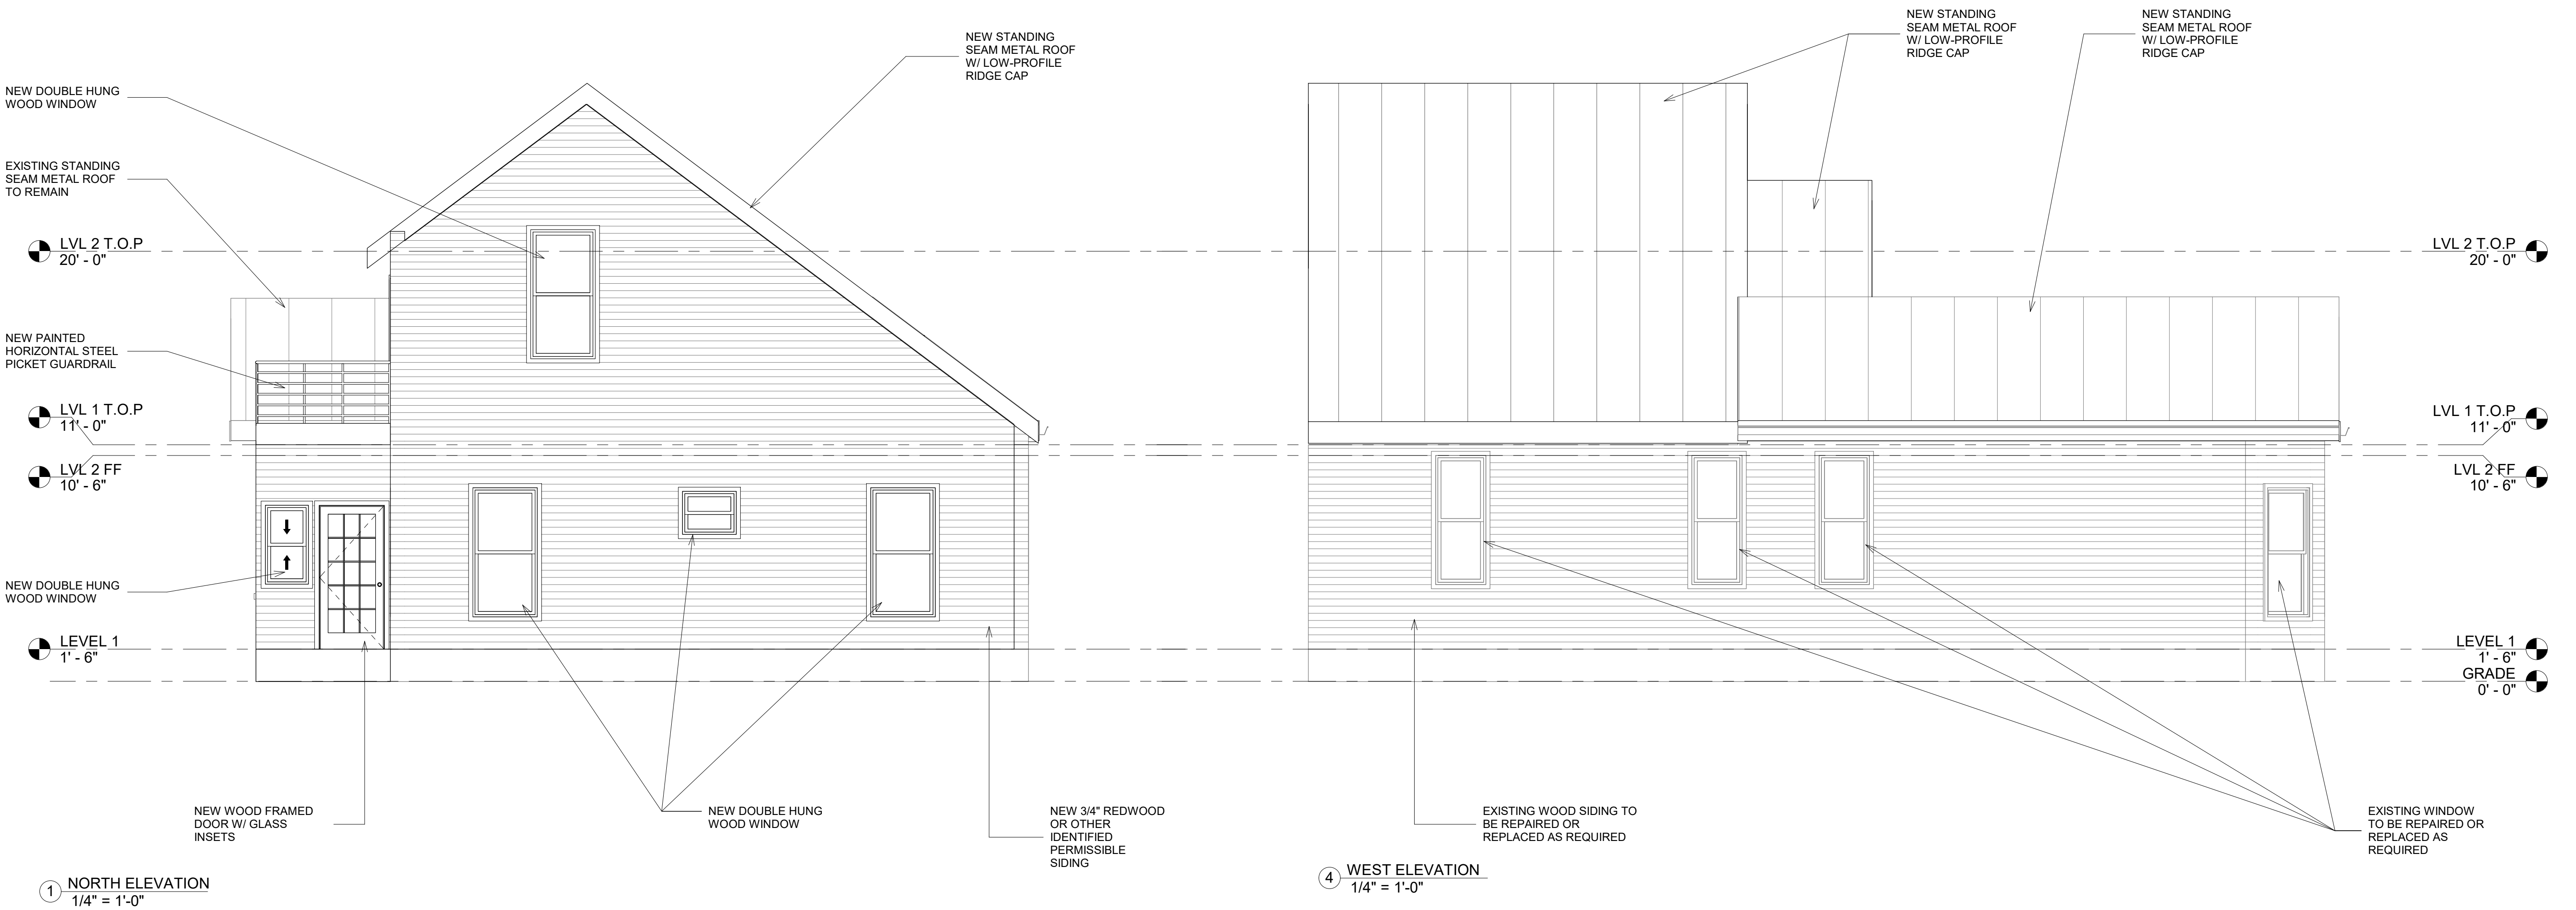 NEW DOUBLE HUNG
WOOD WINDOW
EXISTING STANDING
SEAM METAL ROOF
TO REMAIN
LVL 2 T.O.P
20' - 0"
NEW PAINTED
HORIZONTAL STEEL
PICKET GUARDRAIL
LVL 1 T.O.P
11' - 0"
LVL 2 FF
10' - 6"
NEW DOUBLE HUNG
WOOD WINDOW
LEVEL 1
1' - 6"
NEW STANDING
SEAM METAL ROOF
W/ LOW-PROFILE
RIDGE CAP
NEW WOOD FRAMED
DOOR W/ GLASS
INSETS
NEW DOUBLE HUNG
WOOD WINDOW
NEW 3/4" REDWOOD
OR OTHER
IDENTIFIED
PERMISSIBLE
SIDING
1 NORTH ELEVATION
1/4" = 1'-0"
NEW STANDING
SEAM METAL ROOF
W/ LOW-PROFILE
RIDGE CAP
NEW STANDING
SEAM METAL ROOF
W/ LOW-PROFILE
RIDGE CAP
LVL 2 T.O.P
20' - 0"
LVL 1 T.O.P
11' - 0"
LVL 2 FF
10' - 6"
LEVEL 1
1' - 6"
GRADE
0' - 0"
EXISTING WOOD SIDING TO
BE REPAIRED OR
REPLACED AS REQUIRED
EXISTING WINDOW
TO BE REPAIRED OR
REPLACED AS
REQUIRED
4 WEST ELEVATION
1/4" = 1'-0"